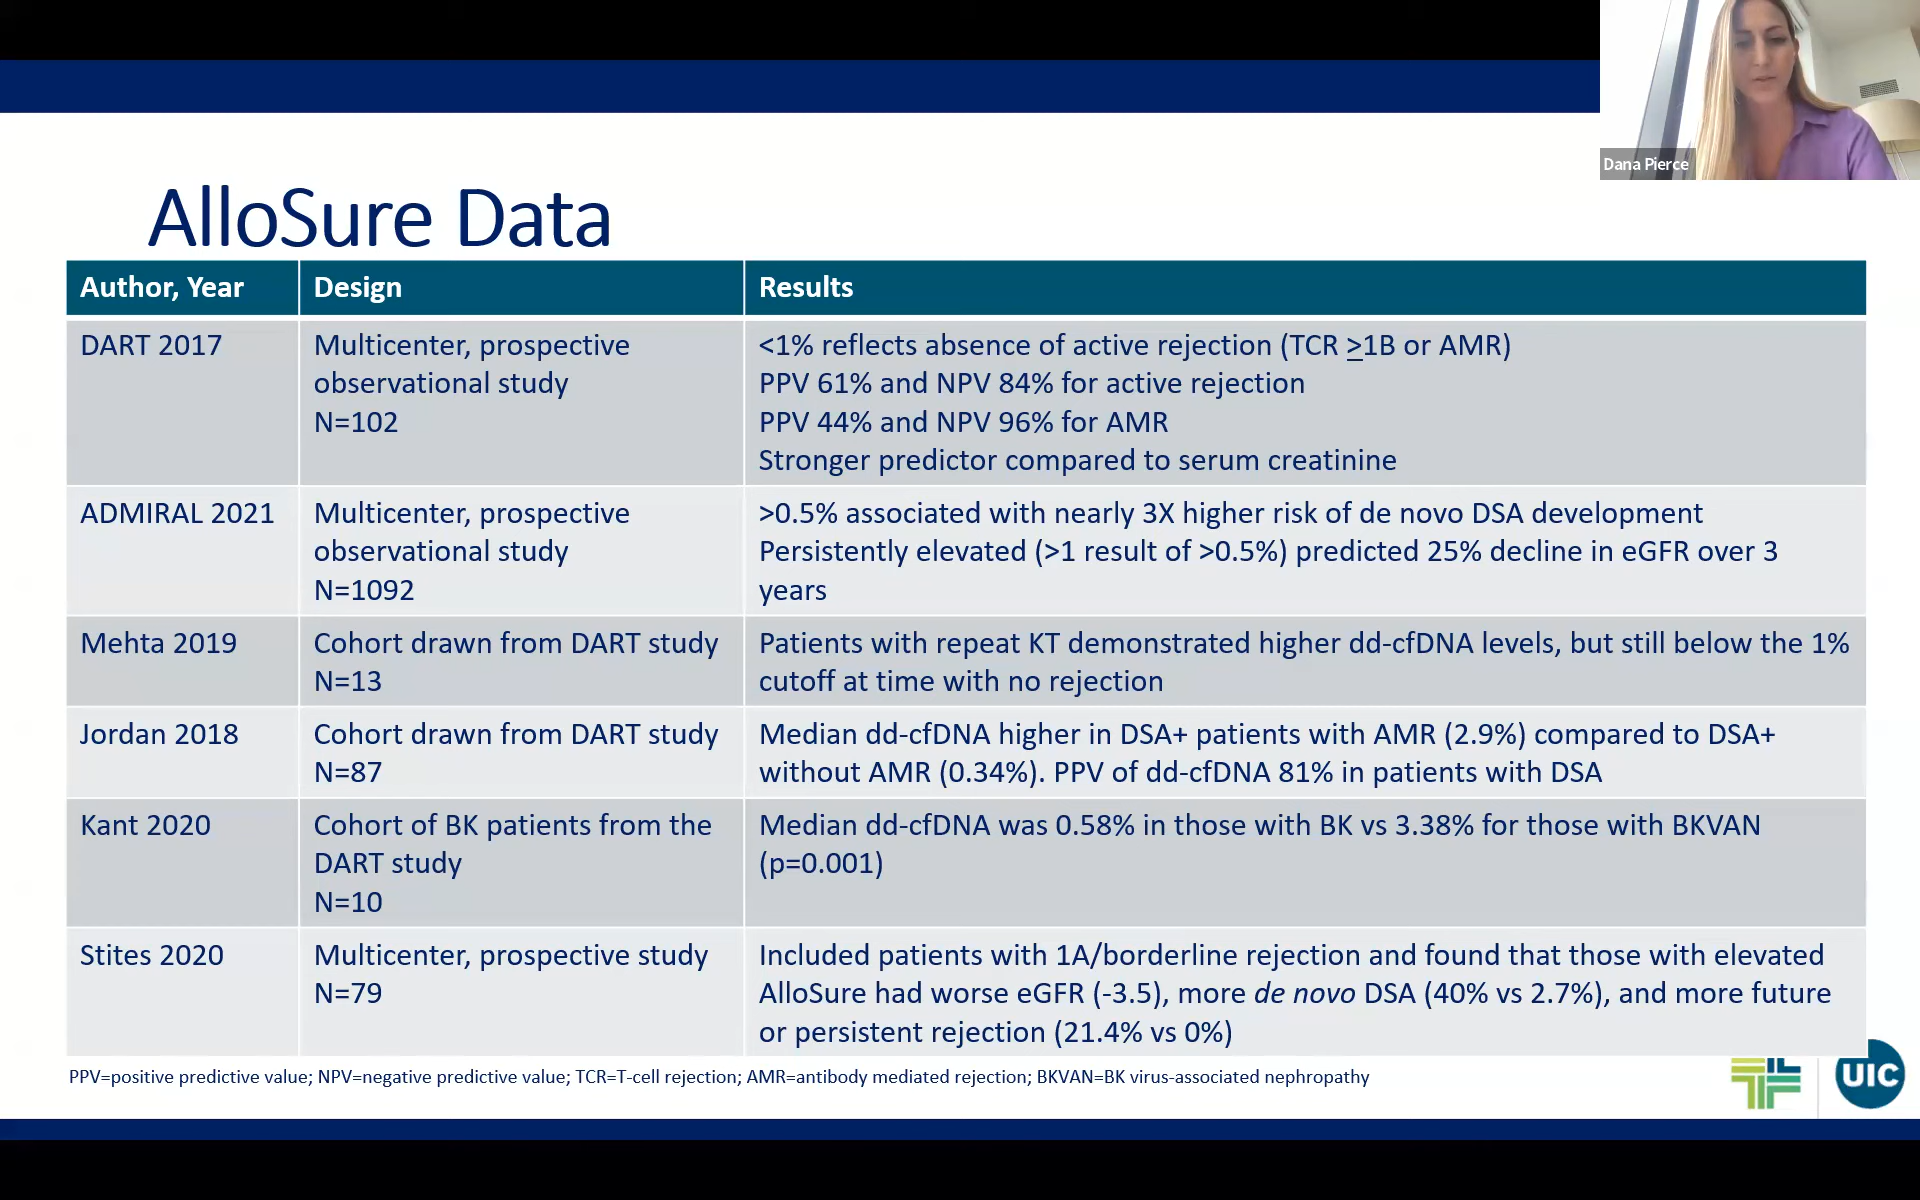 Dana Pierce
AlloSure Data
Author, Year
Design
Results
DART 2017
Multicenter, prospective
observational study
N=102
<1% reflects absence of active rejection (TCR ≥1B or AMR)
PPV 61% and NPV 84% for active rejection
PPV 44% and NPV 96% for AMR
Stronger predictor compared to serum creatinine
ADMIRAL 2021
Multicenter, prospective
observational study
N=1092
>0.5% associated with nearly 3X higher risk of de novo DSA development
Persistently elevated (>1 result of >0.5%) predicted 25% decline in eGFR over 3
years
Mehta 2019
Cohort drawn from DART study
N=13
Patients with repeat KT demonstrated higher dd-cfDNA levels, but still below the 1%
cutoff at time with no rejection
Jordan 2018
Cohort drawn from DART study
N=87
Median dd-cfDNA higher in DSA+ patients with AMR (2.9%) compared to DSA+
without AMR (0.34%). PPV of dd-cfDNA 81% in patients with DSA
Kant 2020
Cohort of BK patients from the
DART study
N=10
Median dd-cfDNA was 0.58% in those with BK vs 3.38% for those with BKVAN
(p=0.001)
Stites 2020
Multicenter, prospective study
N=79
Included patients with 1A/borderline rejection and found that those with elevated
AlloSure had worse eGFR (-3.5), more de novo DSA (40% vs 2.7%), and more future
or persistent rejection (21.4% vs 0%)
PPV=positive predictive value; NPV=negative predictive value; TCR=T-cell rejection; AMR=antibody mediated rejection; BKVAN=BK virus-associated nephropathy
UIC